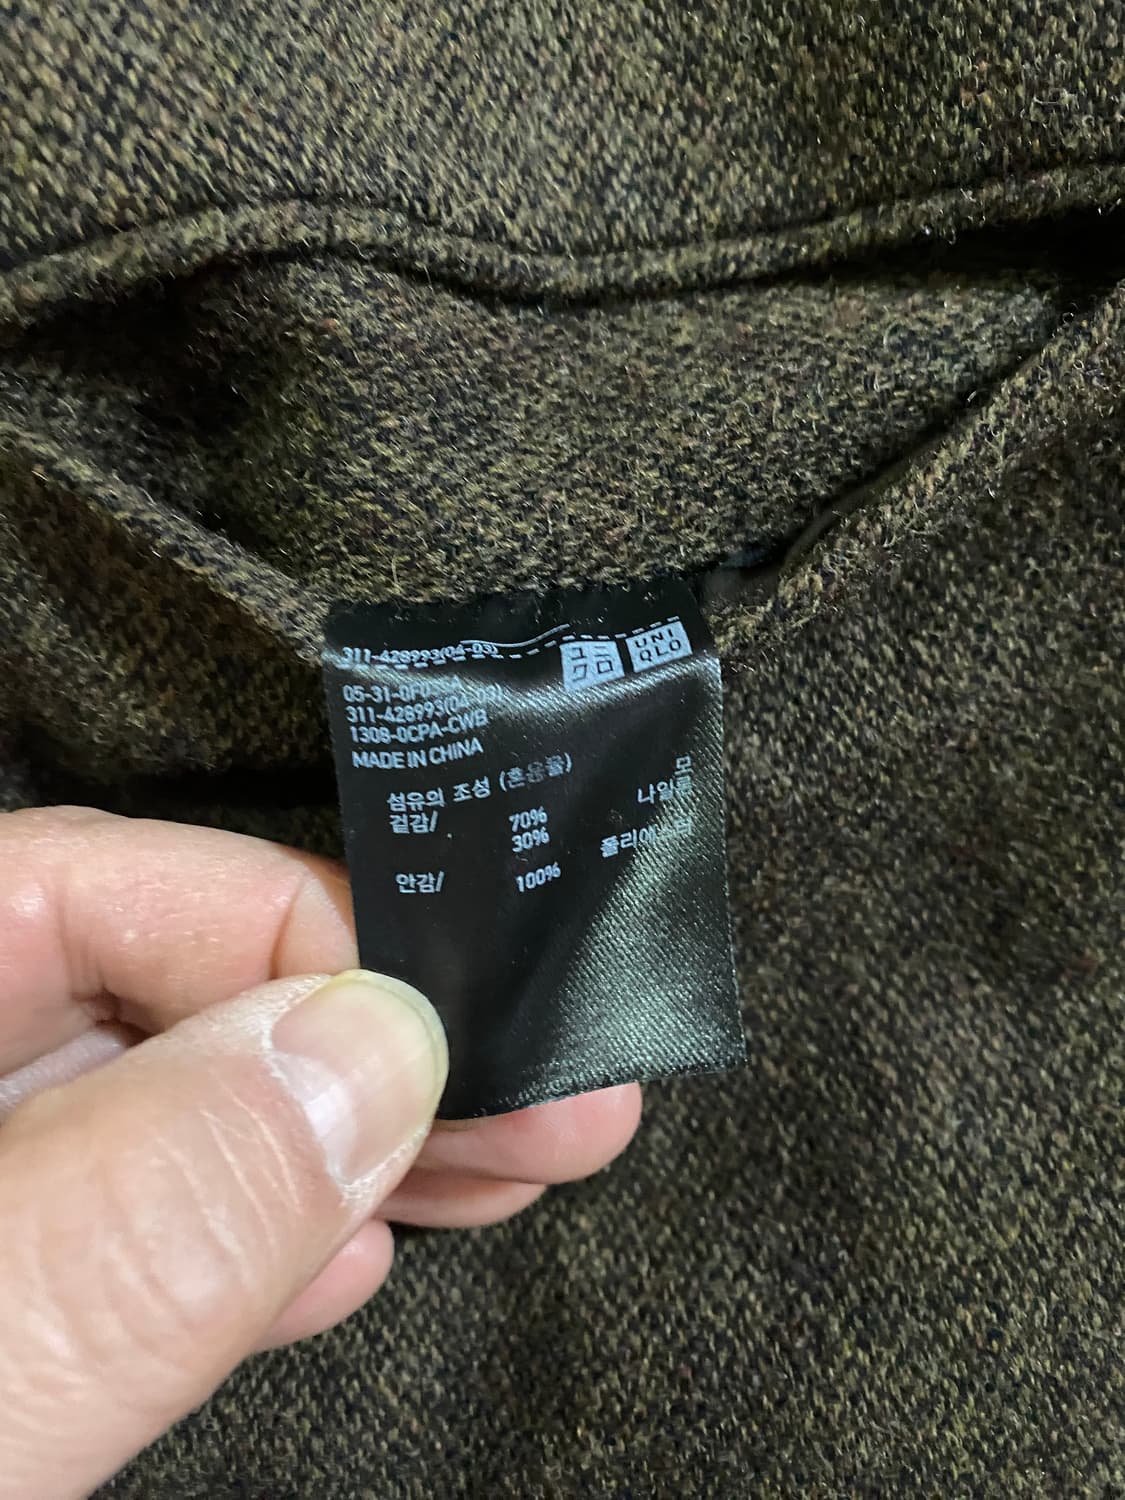 311-428993(04-03)
ユニ
クロ
UNI
QLO
311-428993(04-03)
1308-0CPA-CWB
MADE IN CHINA
섬유의 조성 (혼용율)
겉감/ 70% 모
30% 나일론
안감/ 100% 폴리에스터